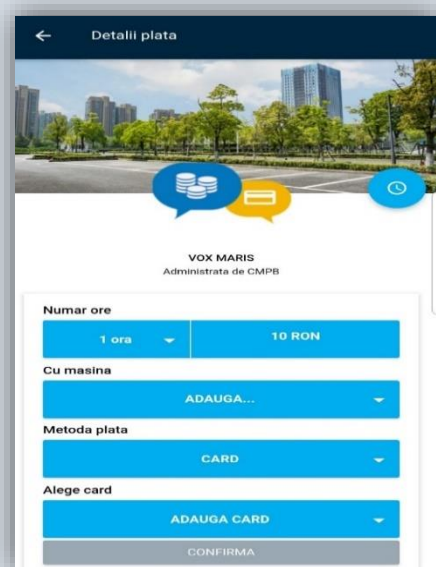 Detalii plata
VOX MARIS
Administrata de CMPB
Numar ore
1 ora
10 RON
Cu masina
ADAUGA...
Metoda plata
CARD
Alege card
ADAUGA CARD
CONFIRMA